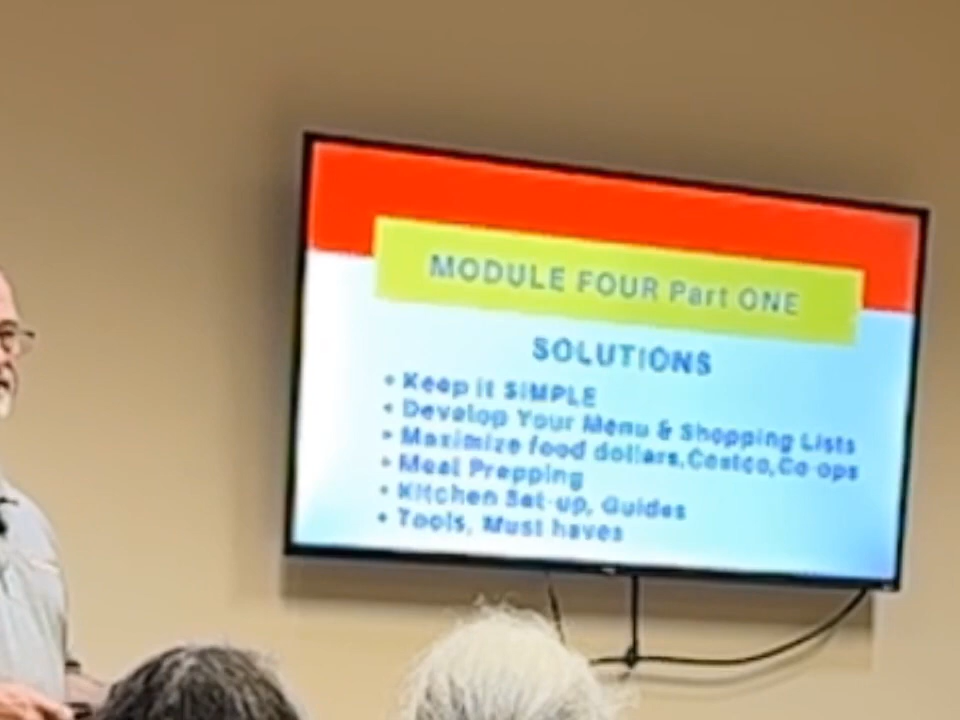 MODULE FOUR Part ONE
SOLUTIONS
• Keep it SIMPLE
• Develop Your Menu & Shopping Lists
• Maximize food dollars,Costco,Co-ops
• Meal Prepping
• Kitchen Set-up, Guides
• Tools, Must haves